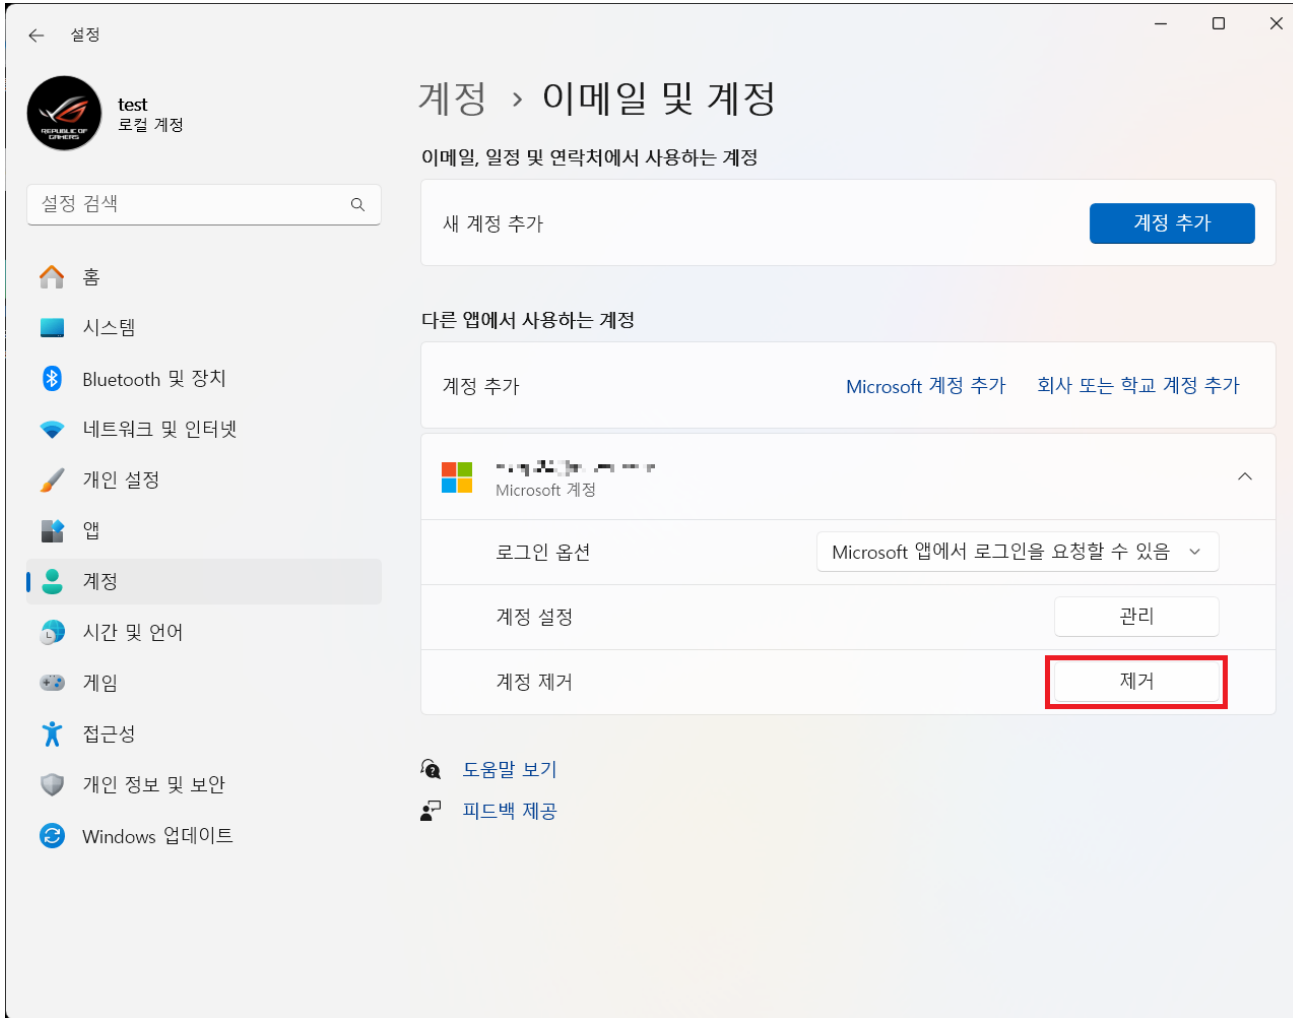 설정
test
로컬 계정
REPUBLIC OF
GAMERS
설정 검색
홈
시스템
Bluetooth 및 장치
네트워크 및 인터넷
개인 설정
앱
계정
시간 및 언어
게임
접근성
개인 정보 및 보안
Windows 업데이트
계정 > 이메일 및 계정
이메일, 일정 및 연락처에서 사용하는 계정
새 계정 추가
계정 추가
다른 앱에서 사용하는 계정
계정 추가
Microsoft 계정 추가
회사 또는 학교 계정 추가
Microsoft 계정
로그인 옵션
Microsoft 앱에서 로그인을 요청할 수 있음
계정 설정
관리
계정 제거
제거
도움말 보기
피드백 제공